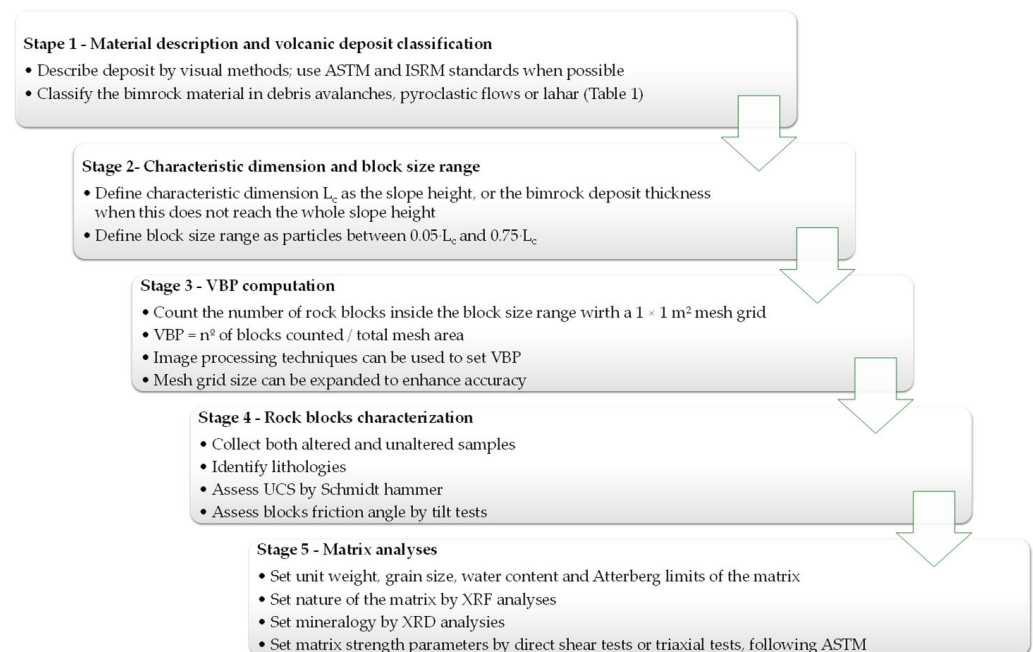 Stape 1 - Material description and volcanic deposit classification
• Describe deposit by visual methods; use ASTM and ISRM standards when possible
• Classify the bimrock material in debris avalanches, pyroclastic flows or lahar (Table 1)
Stage 2- Characteristic dimension and block size range
• Define characteristic dimension Lc as the slope height, or the bimrock deposit thickness
when this does not reach the whole slope height
• Define block size range as particles between 0.05·Lc and 0.75·Lc
Stage 3 - VBP computation
• Count the number of rock blocks inside the block size range wirth a 1 × 1 m² mesh grid
• VBP = nº of blocks counted / total mesh area
• Image processing techniques can be used to set VBP
• Mesh grid size can be expanded to enhance accuracy
Stage 4 - Rock blocks characterization
• Collect both altered and unaltered samples
• Identify lithologies
• Assess UCS by Schmidt hammer
• Assess blocks friction angle by tilt tests
Stage 5 - Matrix analyses
• Set unit weight, grain size, water content and Atterberg limits of the matrix
• Set nature of the matrix by XRF analyses
• Set mineralogy by XRD analysies
• Set matrix strength parameters by direct shear tests or triaxial tests, following ASTM